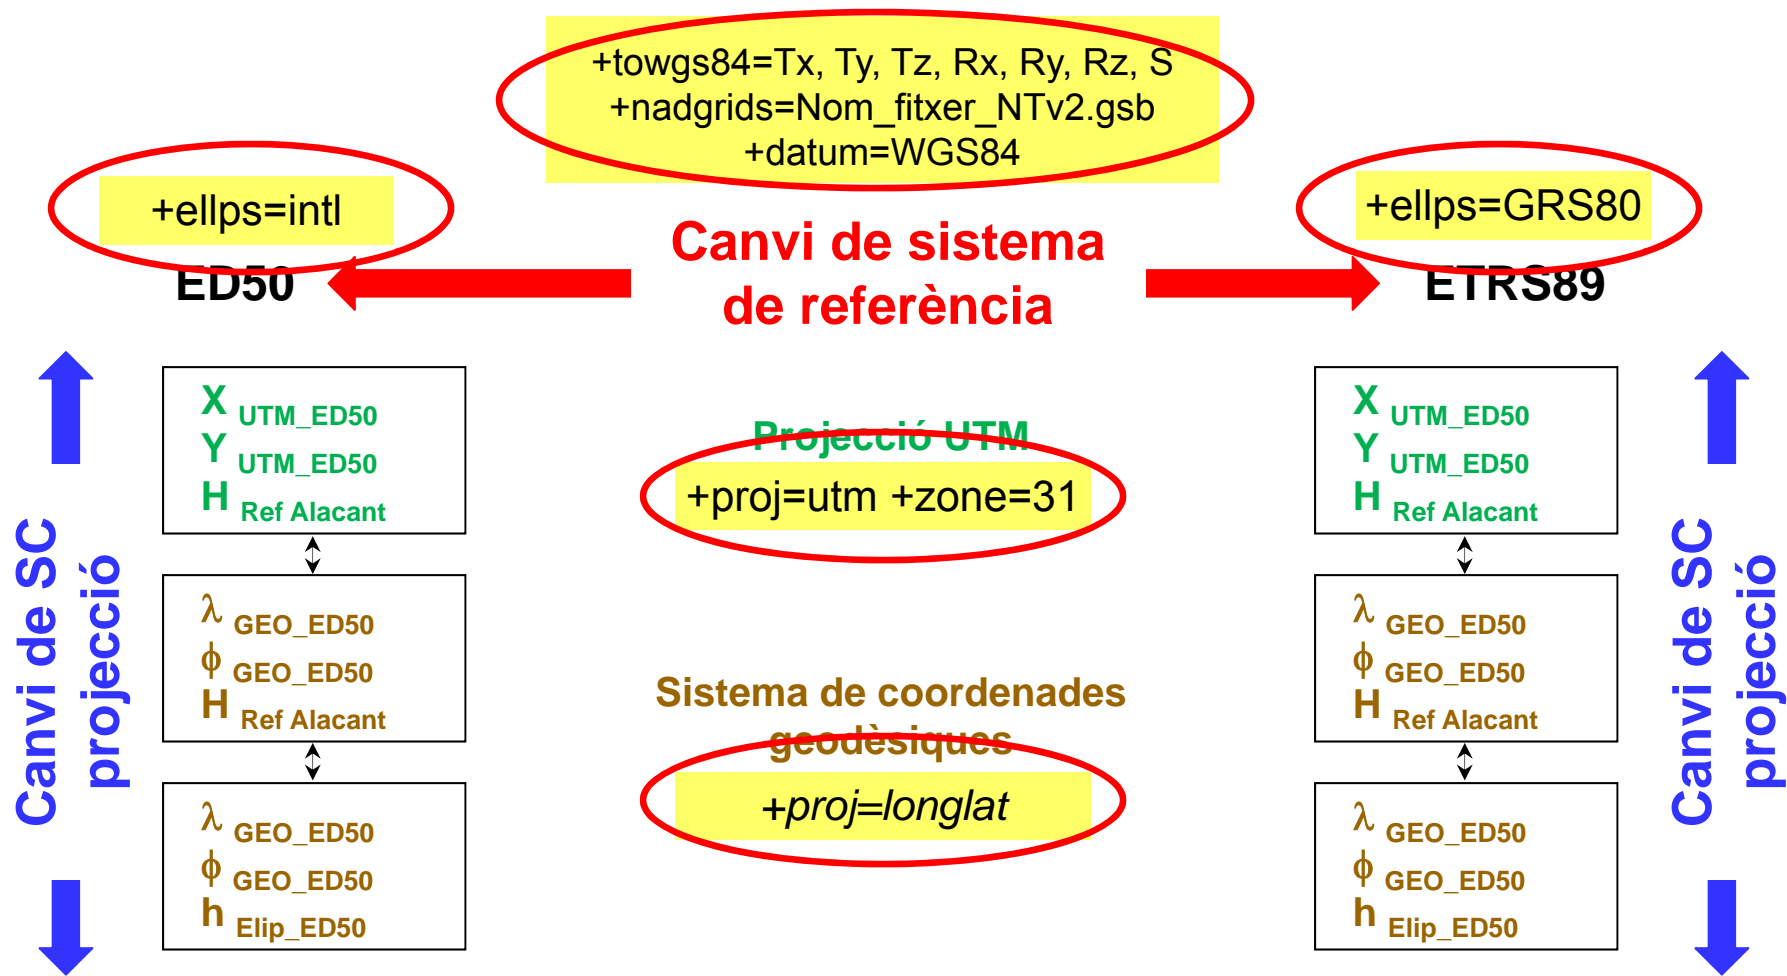 +towgs84=Tx, Ty, Tz, Rx, Ry, Rz, S
+nadgrids=Nom_fitxer_NTv2.gsb
+datum=WGS84
+ellps=intl
+ellps=GRS80
Canvi de sistema
de referència
ED50
ETRS89
Canvi de SC
projecció
X UTM_ED50
Y UTM_ED50
H Ref Alacant
λ GEO_ED50
ϕ GEO_ED50
H Ref Alacant
λ GEO_ED50
ϕ GEO_ED50
h Elip_ED50
Projecció UTM
+proj=utm +zone=31
Sistema de coordenades
geodèsiques
+proj=longlat
X UTM_ED50
Y UTM_ED50
H Ref Alacant
λ GEO_ED50
ϕ GEO_ED50
H Ref Alacant
λ GEO_ED50
ϕ GEO_ED50
h Elip_ED50
Canvi de SC
projecció